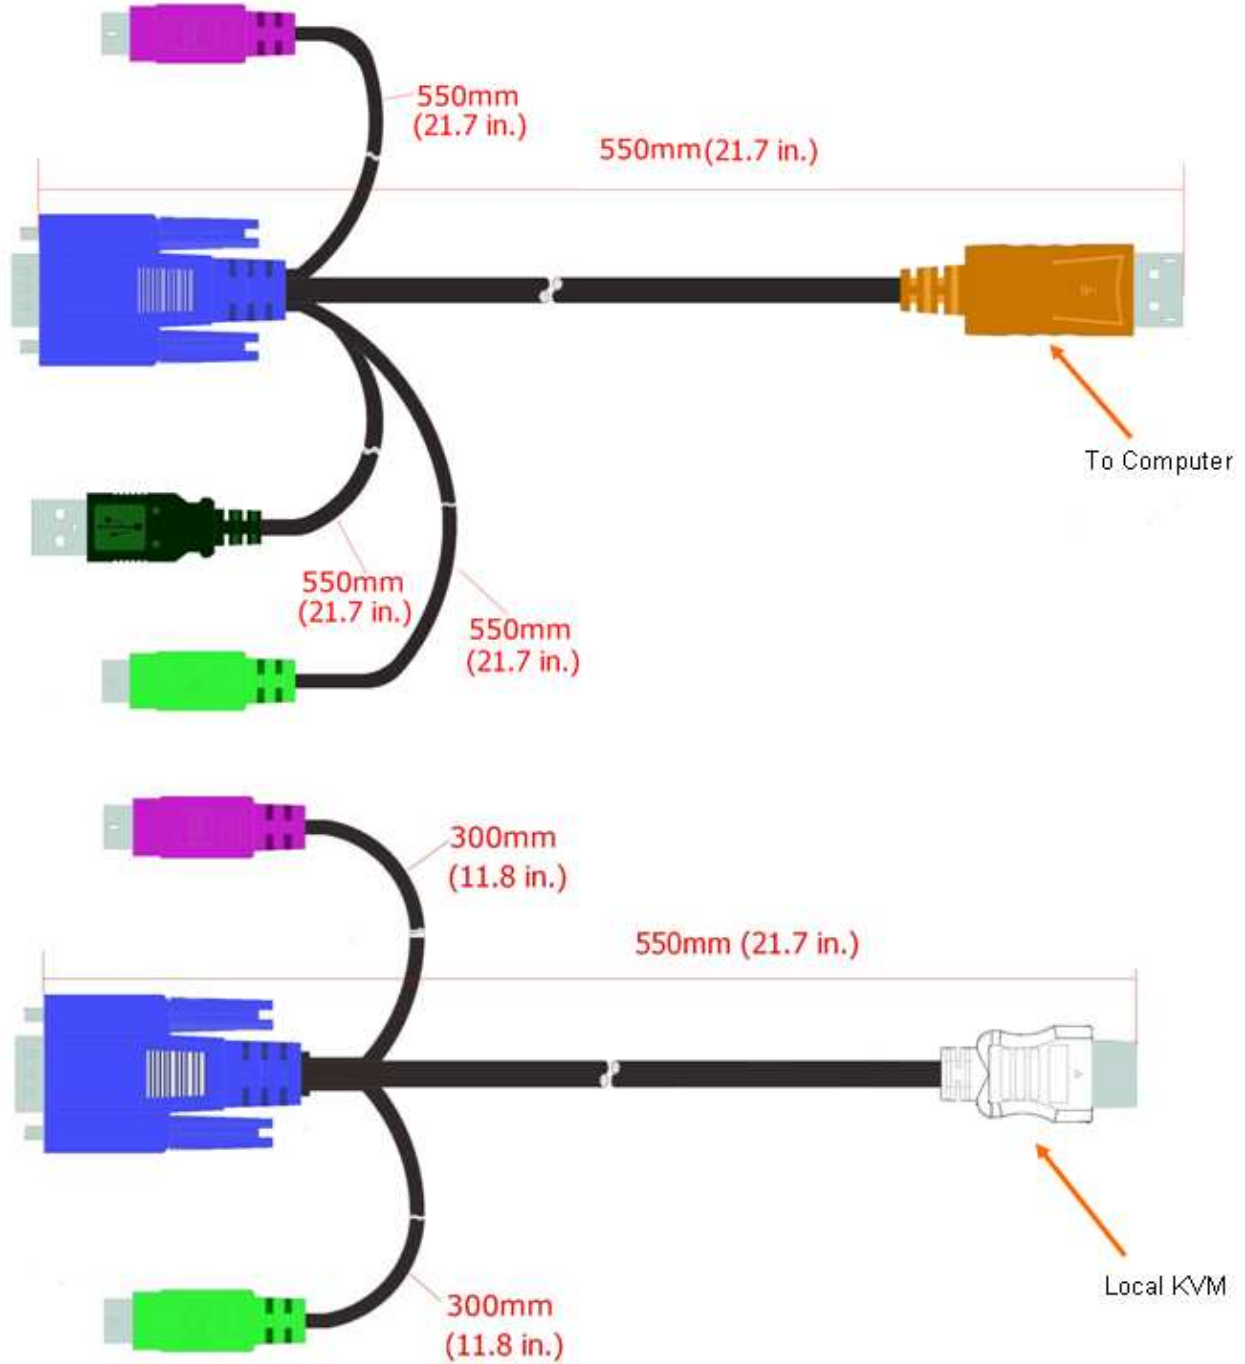 550mm
(21.7 in.)
550mm(21.7 in.)
To Computer
550mm
(21.7 in.)
550mm
(21.7 in.)
300mm
(11.8 in.)
550mm (21.7 in.)
Local KVM
300mm
(11.8 in.)